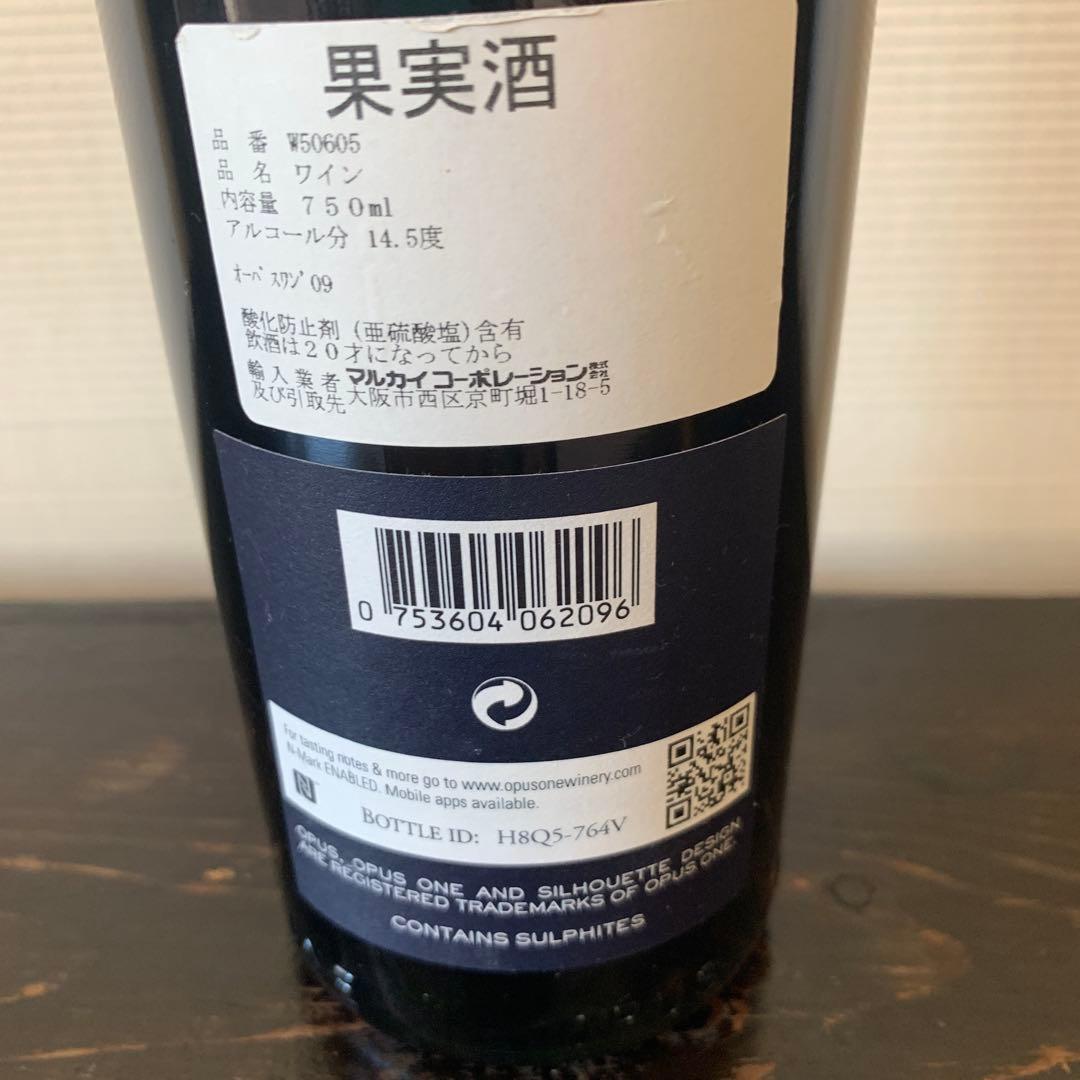 果実酒
品 番 W50605
品 名 ワイン
内容量 ７５０ml
アルコール分 14.5度
ｵｰﾊﾟｽﾜﾝ'09
酸化防止剤 (亜硫酸塩)含有
飲酒は２０才になってから
輸入業者 マルカイコーポレーション株式会社
及び引取先 大阪市西区京町堀1-18-5
0 753604 062096
For tasting notes & more go to www.opusonewinery.com
N-Mark ENABLED. Mobile apps available.
BOTTLE ID: H8Q5-764V
OPUS, OPUS ONE AND SILHOUETTE DESIGN
ARE REGISTERED TRADEMARKS OF OPUS ONE.
CONTAINS SULPHITES